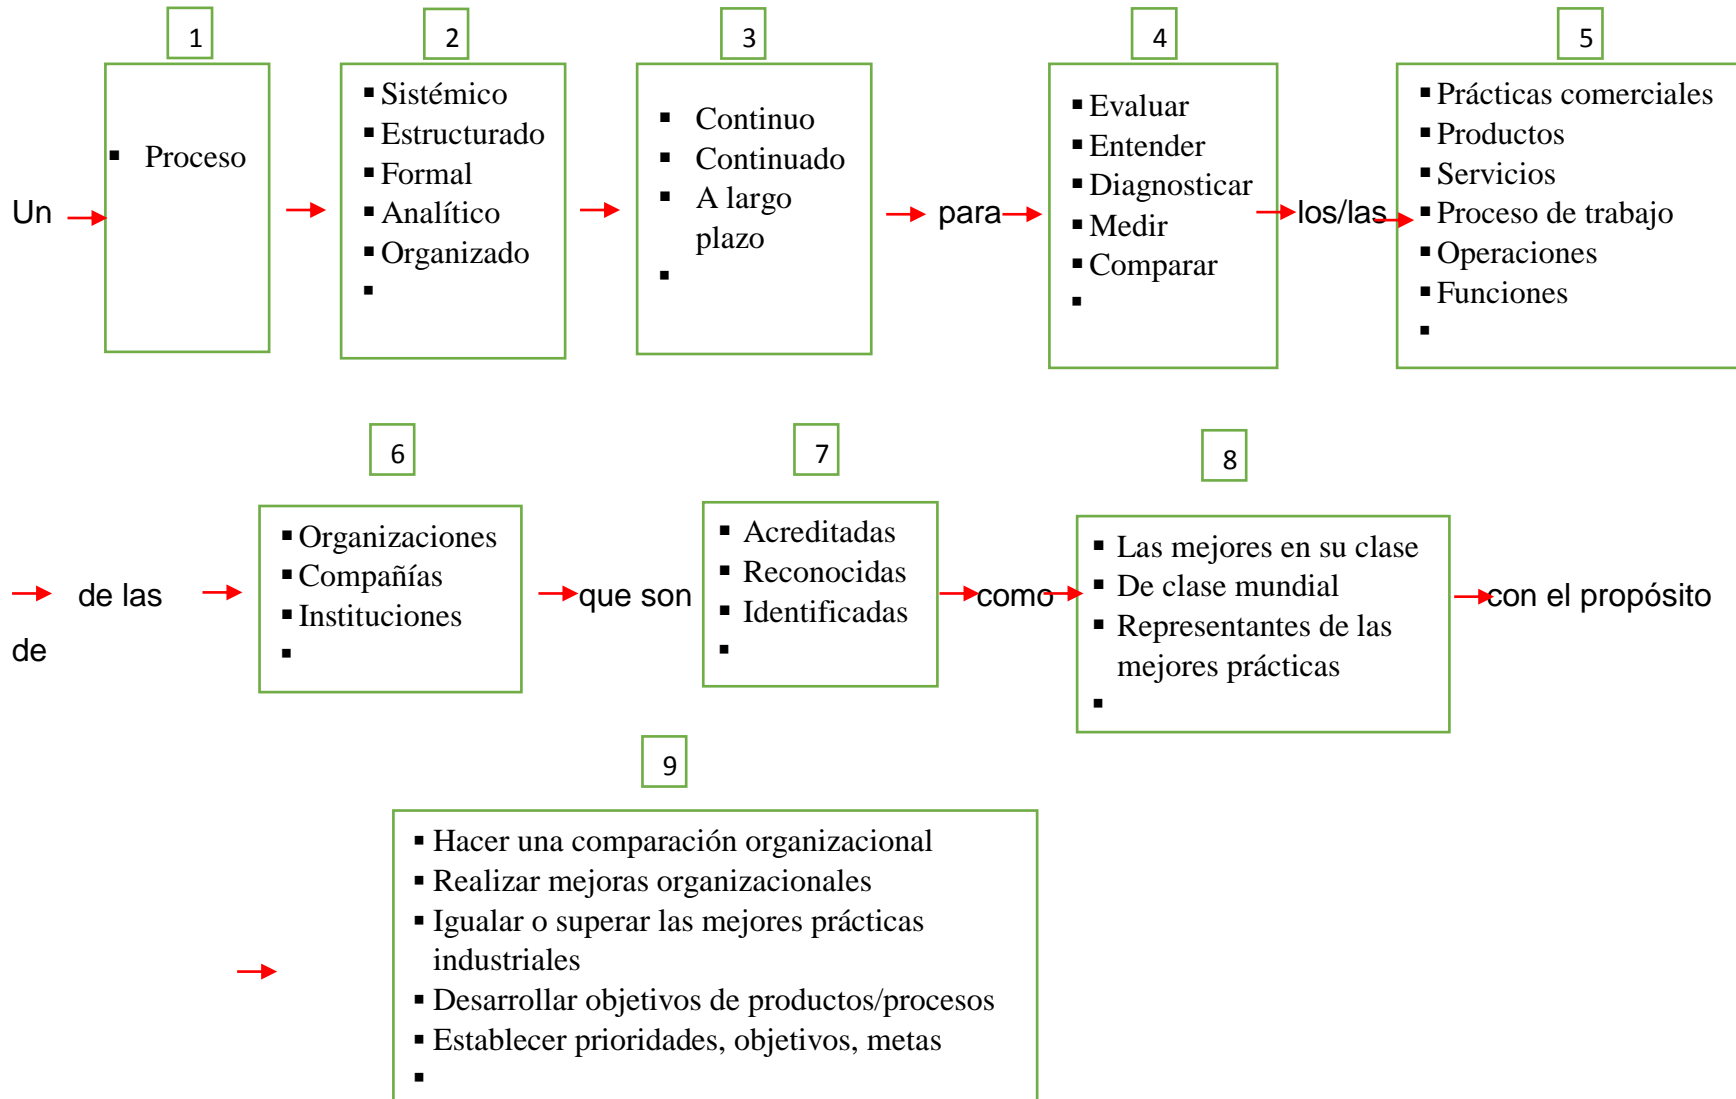 1
2
3
4
5
Un
▪ Proceso
▪ Sistémico
▪ Estructurado
▪ Formal
▪ Analítico
▪ Organizado
▪
▪ Continuo
▪ Continuado
▪ A largo
plazo
▪
para
▪ Evaluar
▪ Entender
▪ Diagnosticar
▪ Medir
▪ Comparar
▪
los/las
▪ Prácticas comerciales
▪ Productos
▪ Servicios
▪ Proceso de trabajo
▪ Operaciones
▪ Funciones
▪
6
7
8
de las
▪ Organizaciones
▪ Compañías
▪ Instituciones
▪
que son
▪ Acreditadas
▪ Reconocidas
▪ Identificadas
▪
como
▪ Las mejores en su clase
▪ De clase mundial
▪ Representantes de las
mejores prácticas
▪
con el propósito
de
9
▪ Hacer una comparación organizacional
▪ Realizar mejoras organizacionales
▪ Igualar o superar las mejores prácticas
industriales
▪ Desarrollar objetivos de productos/procesos
▪ Establecer prioridades, objetivos, metas
▪